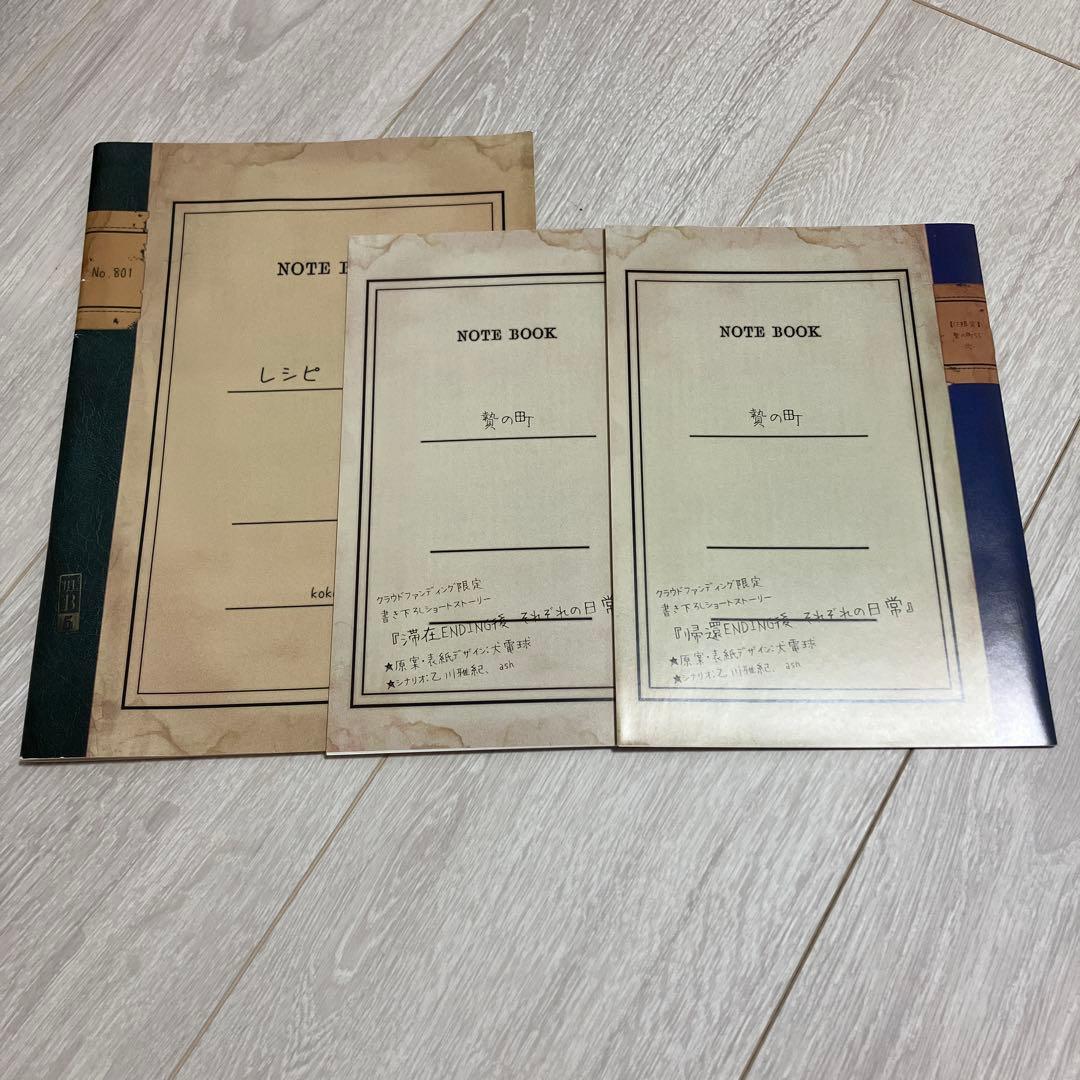 No. 801
NOTE B
レシピ
koko
NOTE BOOK
贄の町
クラウドファンディング限定
書き下ろしショートストーリー
『滞在ENDING後 それぞれの日常
★原案・表紙デザイン:犬電球
★シナリオ:乙川雅紀、ash
NOTE BOOK
贄の町
クラウドファンディング限定
書き下ろしショートストーリー
『帰還ENDING後 それぞれの日常』
★原案・表紙デザイン:犬電球
★シナリオ:乙川雅紀、ash